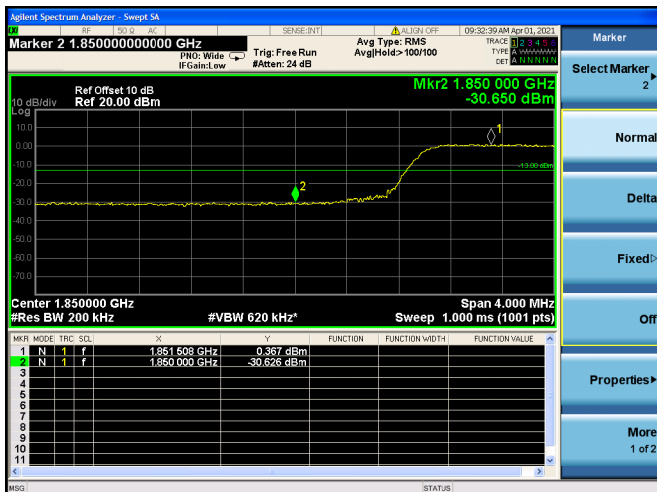 Agilent Spectrum Analyzer - Swept SA
RF 50 Ω AC SENSE:INT ALIGN OFF 09:32:39 AM Apr 01, 2021
Marker 2 1.850000000000 GHz
PNO: Wide
IFGain:Low
Trig: Free Run
#Atten: 24 dB
Avg Type: RMS
Avg|Hold:> 100/100
TRACE 1 2 3 4 5 6
TYPE A
DET A N N N N N
Ref Offset 10 dB
10 dB/div Ref 20.00 dBm
Log
Mkr2 1.850 000 GHz
-30.650 dBm
10.0
0.00
-10.0
-20.0
-30.0
-40.0
-50.0
-60.0
-70.0
1
-13.00 dBm
2
Center 1.850000 GHz Span 4.000 MHz
#Res BW 200 kHz #VBW 620 kHz* Sweep 1.000 ms (1001 pts)
MKR MODE TRC SCL X Y FUNCTION FUNCTION WIDTH FUNCTION VALUE
1 N 1 f 1.851 508 GHz 0.367 dBm
2 N 1 f 1.850 000 GHz -30.626 dBm
3
4
5
6
7
8
9
10
11
MSG STATUS
Marker
Select Marker
2
Normal
Delta
Fixed
Off
Properties
More
1 of 2